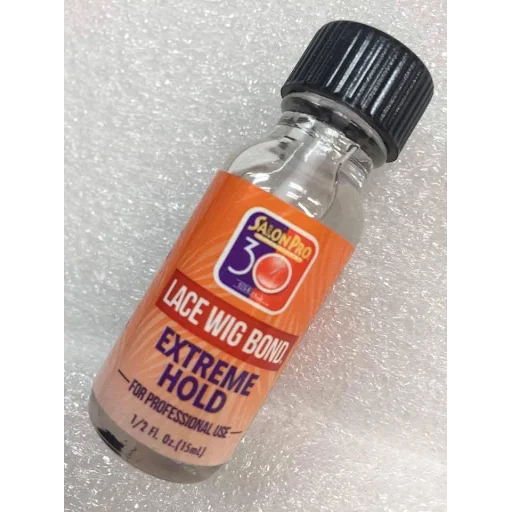 SALONPRO
30
LACE WIG BOND.
EXTREME
HOLD
FOR PROFESSIONAL USE
1/2 FL. Oz.(15mL)